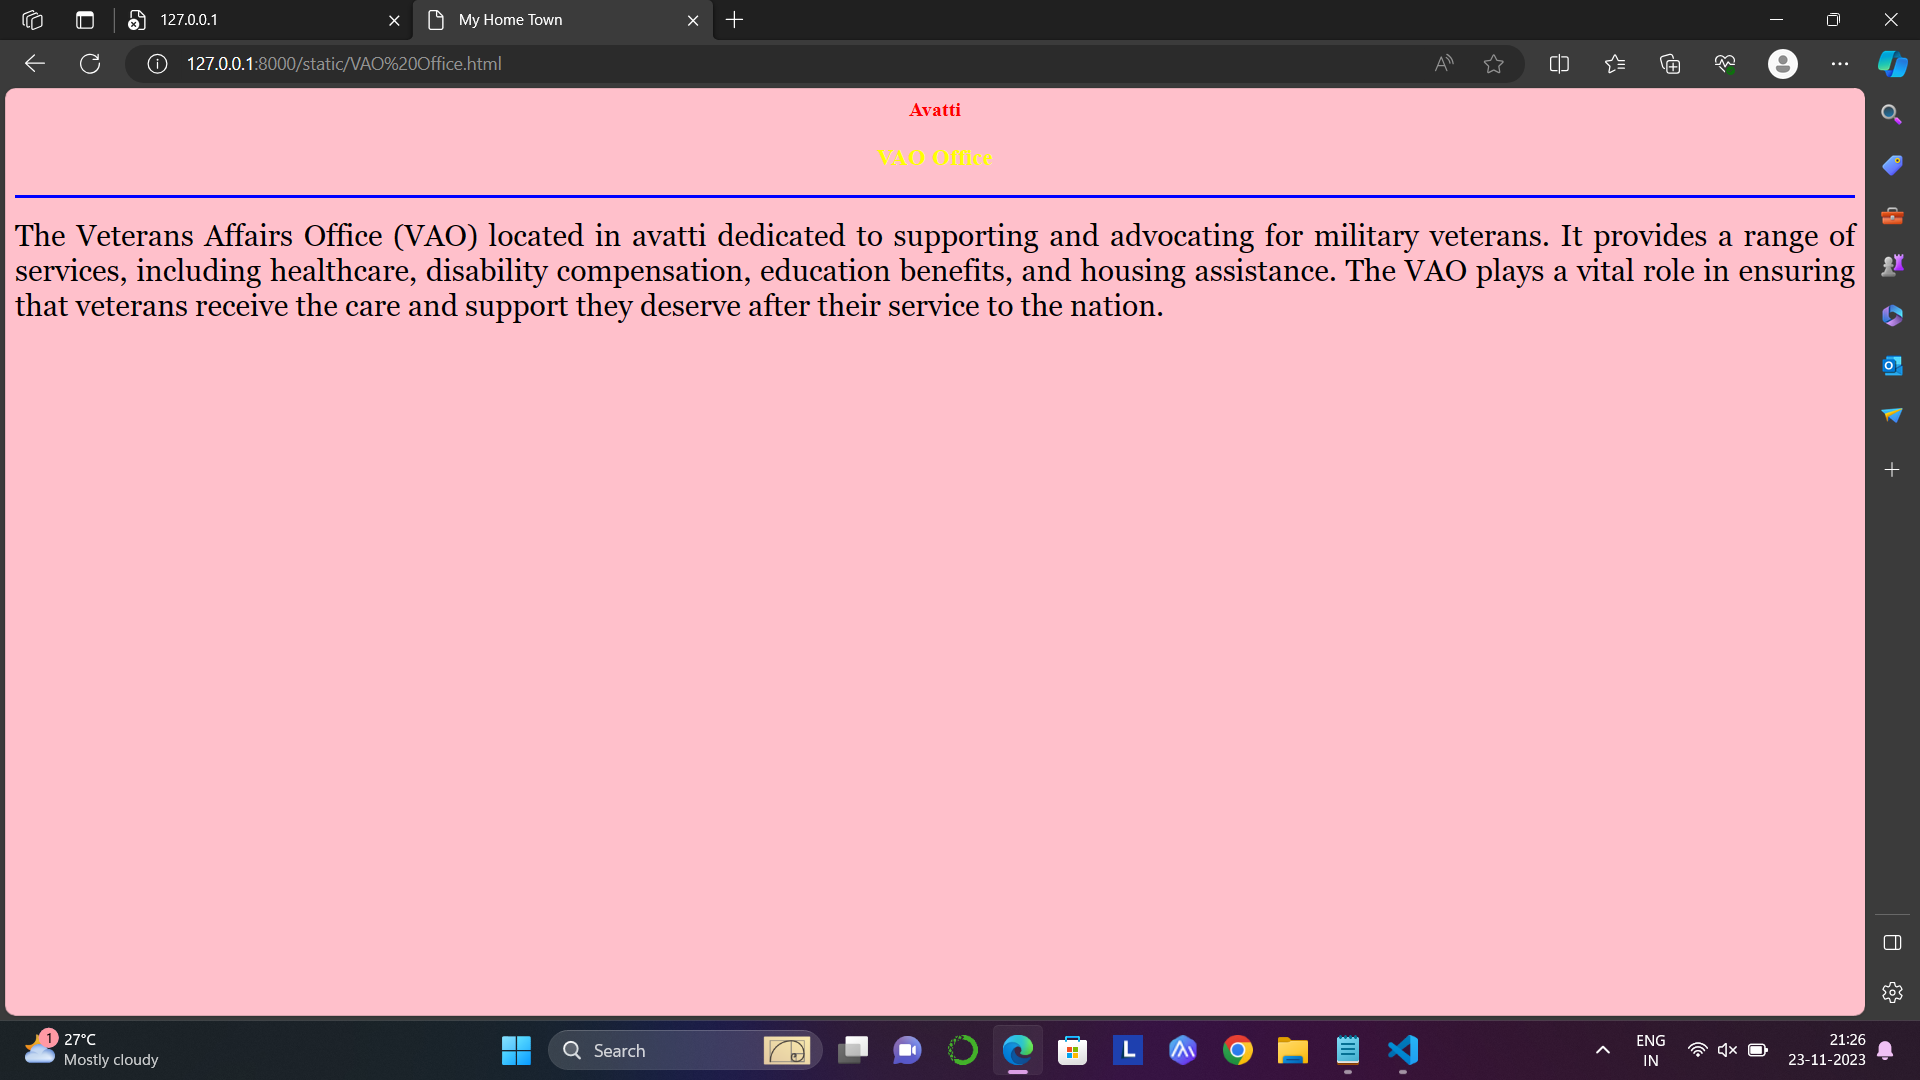 127.0.0.1
My Home Town
127.0.0.1:8000/static/VAO%20Office.html
Avatti
VAO Office
The Veterans Affairs Office (VAO) located in avatti dedicated to supporting and advocating for military veterans. It provides a range of
services, including healthcare, disability compensation, education benefits, and housing assistance. The VAO plays a vital role in ensuring
that veterans receive the care and support they deserve after their service to the nation.
1
27°C
Mostly cloudy
Search
L
ENG
IN
21:26
23-11-2023